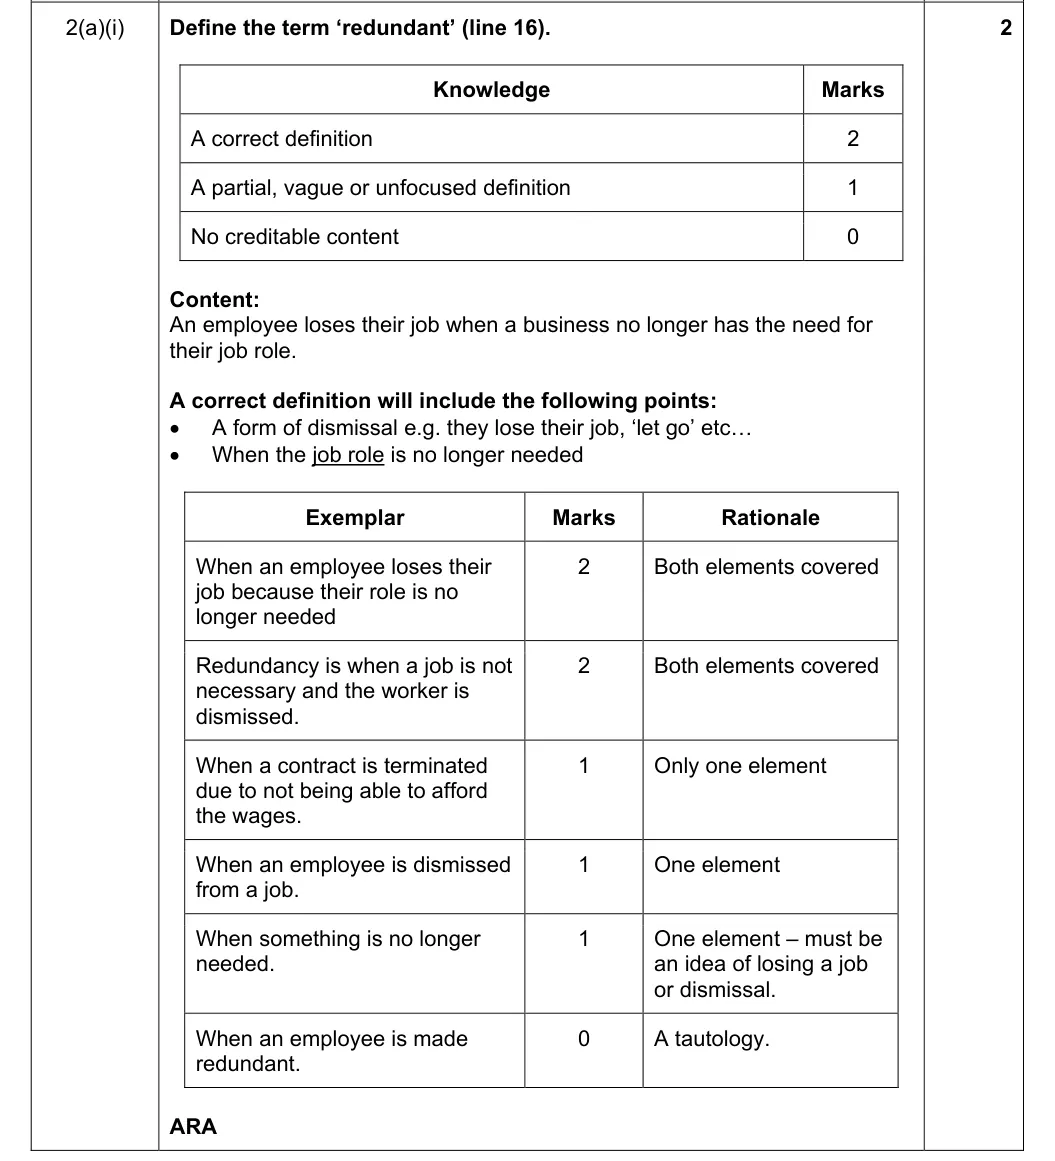 2(a)(i) Define the term ‘redundant’ (line 16). 2
Knowledge Marks
A correct definition 2
A partial, vague or unfocused definition 1
No creditable content 0
Content:
An employee loses their job when a business no longer has the need for
their job role.
A correct definition will include the following points:
• A form of dismissal e.g. they lose their job, ‘let go’ etc…
• When the job role is no longer needed
Exemplar Marks Rationale
When an employee loses their 2 Both elements covered
job because their role is no
longer needed
Redundancy is when a job is not 2 Both elements covered
necessary and the worker is
dismissed.
When a contract is terminated 1 Only one element
due to not being able to afford
the wages.
When an employee is dismissed 1 One element
from a job.
When something is no longer 1 One element – must be
needed. an idea of losing a job
or dismissal.
When an employee is made 0 A tautology.
redundant.
ARA